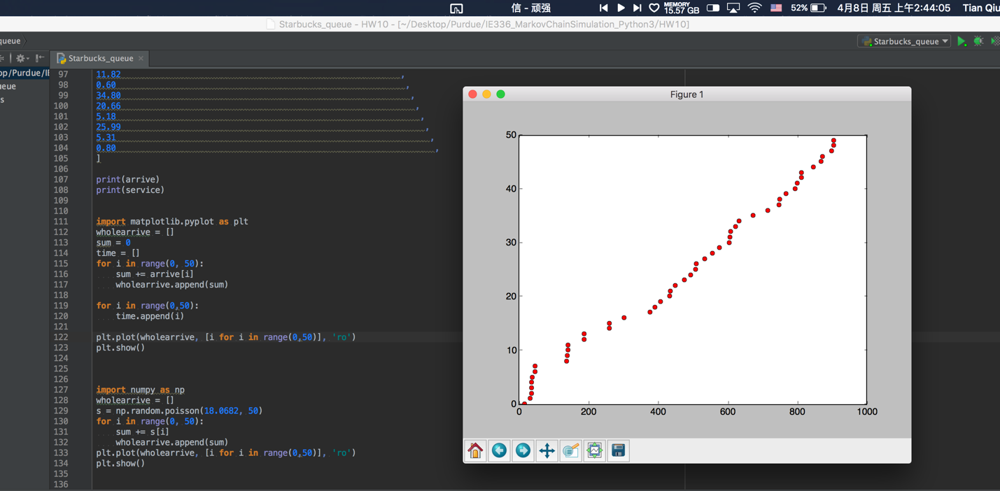 信 - 顽强
MEMORY
15.57 GB
52%
4月8日 周五 上午2:44:05
Tian Qiu
Starbucks_queue - HW10 - [~/Desktop/Purdue/IE336_MarkovChainSimulation_Python3/HW10]
queue
Starbucks_queue
Starbucks_queue
op/Purdue/IE
ueue
s
97 11.82 ,
98 0.60 ,
99 34.80 ,
100 20.66 ,
101 5.18 ,
102 25.99 ,
103 5.31 ,
104 0.80 ,
105 ]
106
107 print(arrive)
108 print(service)
109
110
111 import matplotlib.pyplot as plt
112 wholearrive = []
113 sum = 0
114 time = []
115 for i in range(0, 50):
116 sum += arrive[i]
117 wholearrive.append(sum)
118
119 for i in range(0,50):
120 time.append(i)
121
122 plt.plot(wholearrive, [i for i in range(0,50)], 'ro')
123 plt.show()
124
125
126
127 import numpy as np
128 wholearrive = []
129 s = np.random.poisson(18.0682, 50)
130 for i in range(0, 50):
131 sum += s[i]
132 wholearrive.append(sum)
133 plt.plot(wholearrive, [i for i in range(0,50)], 'ro')
134 plt.show()
135
136
Figure 1
50
40
30
20
10
0
0 200 400 600 800 1000